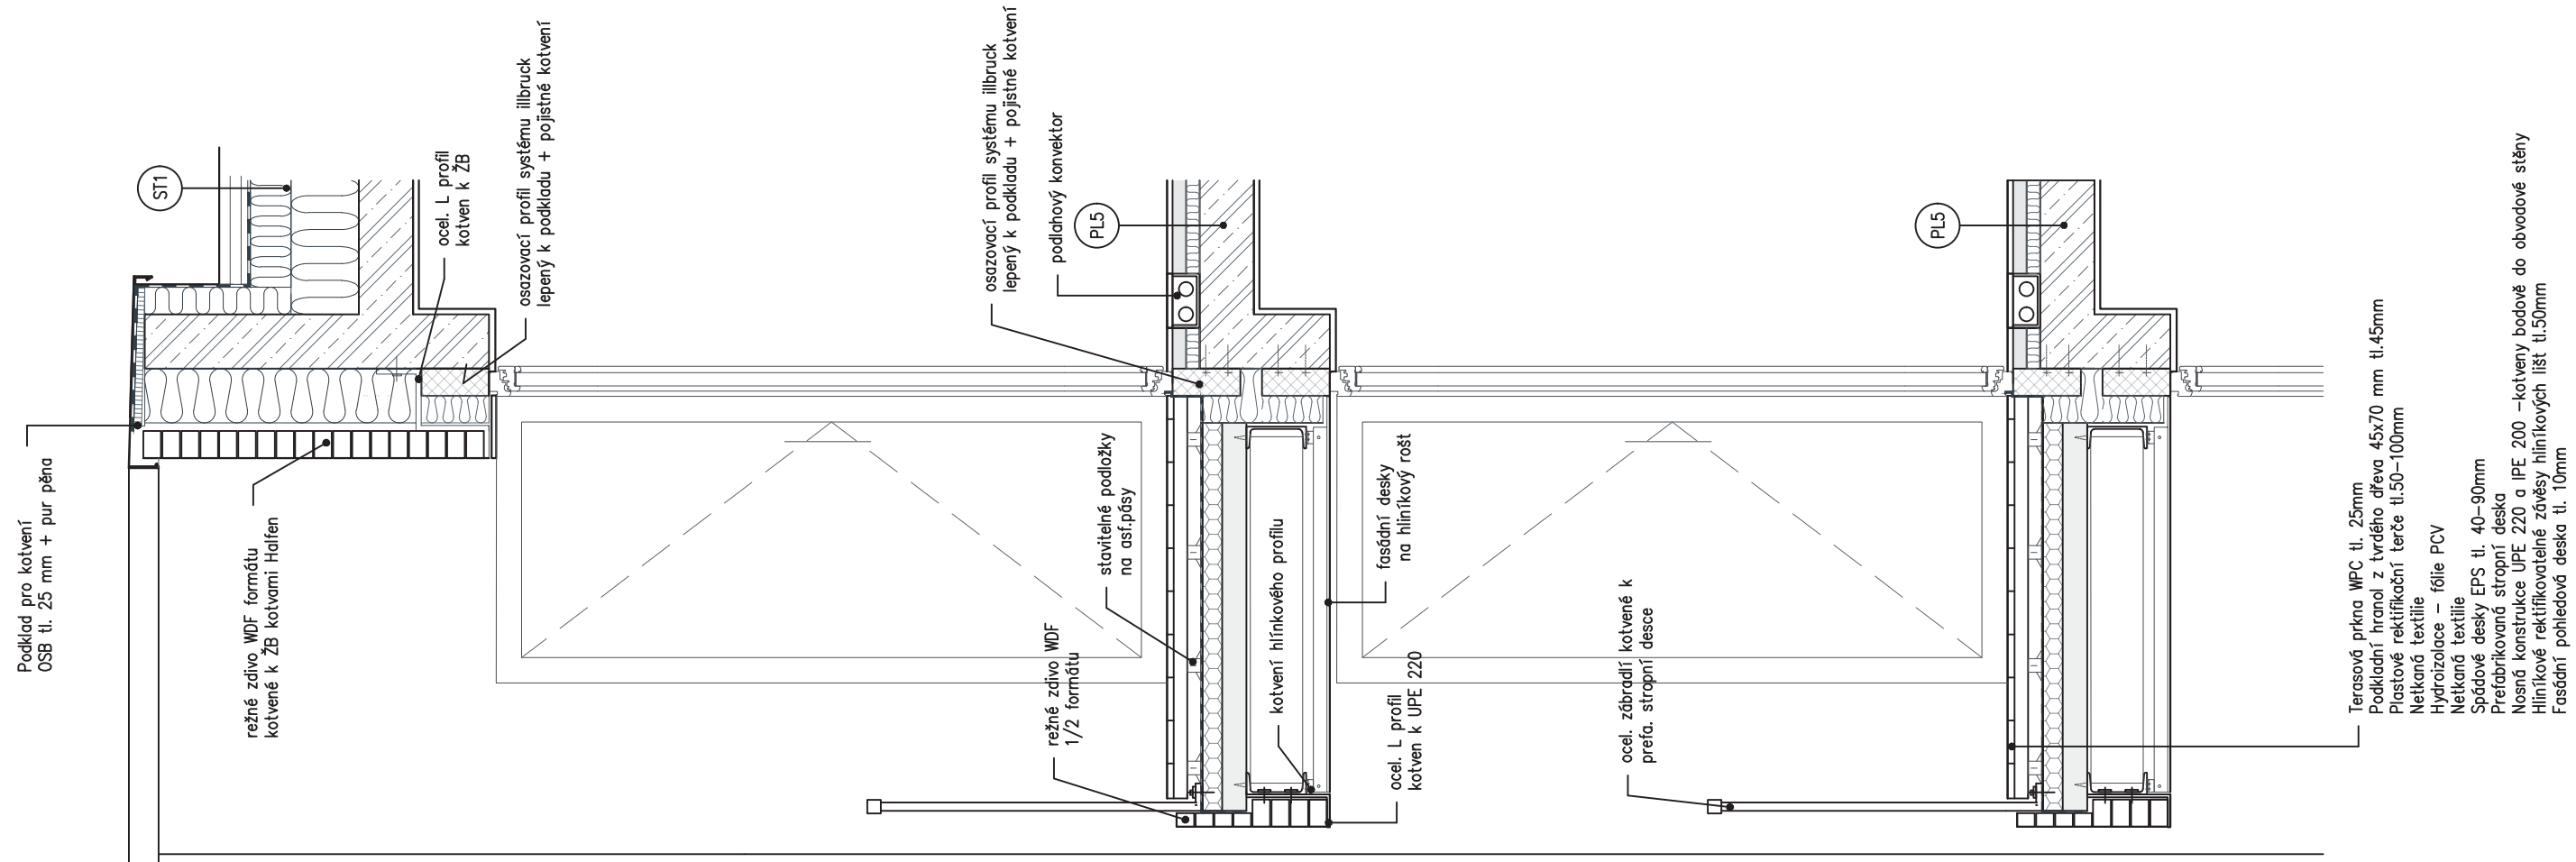 Podklad pro kotvení
OSB tl. 25 mm + pur pěna
ST1
režné zdivo WDF formátu
kotvené k ŽB kotvami Halfen
ocel. L profil
kotven k ŽB
osazovací profil systému illbruck
lepený k podkladu + pojistné kotvení
osazovací profil systému illbruck
lepený k podkladu + pojistné kotvení
podlahový konvektor
PL5
stavitelné podložky
na asf.pásy
režné zdivo WDF
1/2 formátu
kotvení hlínkového profilu
fasádní desky
na hliníkový rošt
ocel. L profil
kotven k UPE 220
ocel. zábradlí kotvené k
prefa. stropní desce
PL5
Terasová prkna WPC tl. 25mm
Podkladní hranol z tvrdého dřeva 45x70 mm tl.45mm
Plastové rektifikační terče tl.50-100mm
Netkaná textilie
Hydroizolace - fólie PCV
Netkaná textilie
Spádové desky EPS tl. 40-90mm
Prefabrikovaná stropní deska
Nosná konstrukce UPE 220 a IPE 200 -kotveny bodově do obvodové stěny
Hliníkové rektifikovatelné závěsy hliníkových lišt tl.50mm
Fasádní pohledová deska tl. 10mm